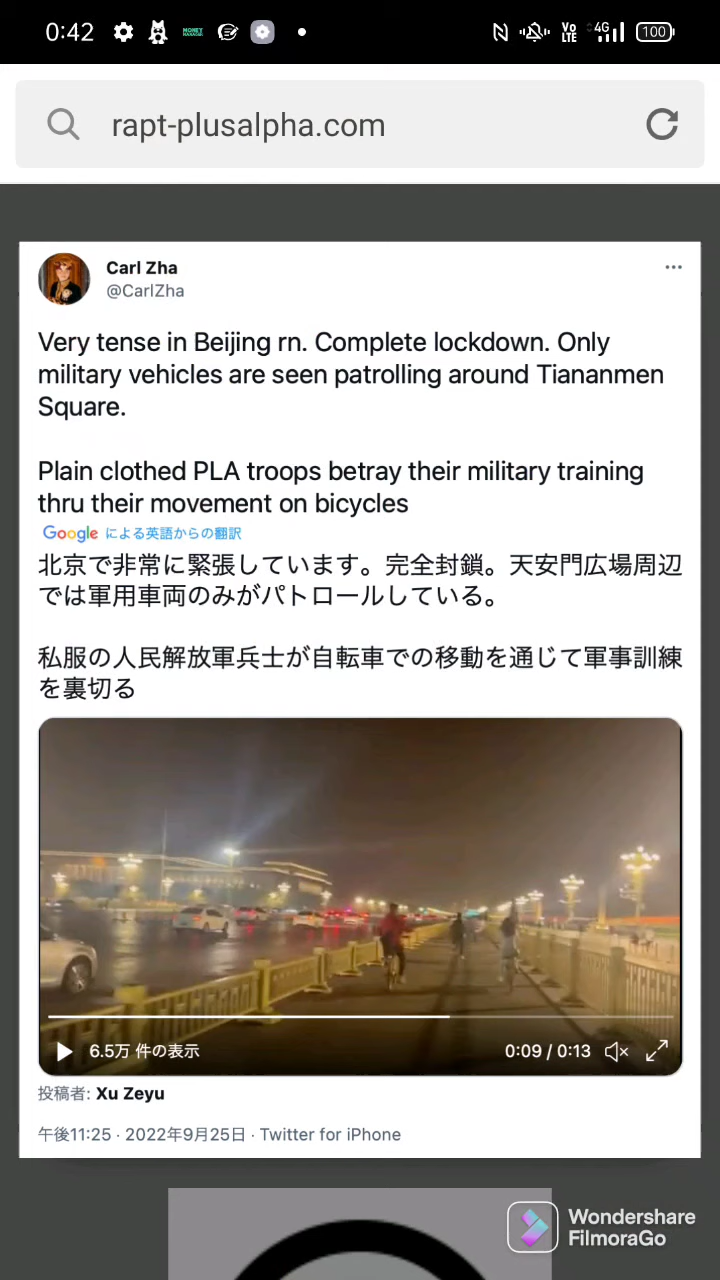 0:42
MONEY MANAGER
Vo LTE 4G 100
rapt-plusalpha.com
Carl Zha
@CarlZha
Very tense in Beijing rn. Complete lockdown. Only
military vehicles are seen patrolling around Tiananmen
Square.
Plain clothed PLA troops betray their military training
thru their movement on bicycles
Google による英語からの翻訳
北京で非常に緊張しています。完全封鎖。天安門広場周辺
では軍用車両のみがパトロールしている。
私服の人民解放軍兵士が自転車での移動を通じて軍事訓練
を裏切る
6.5万 件の表示
0:09 / 0:13
投稿者: Xu Zeyu
午後11:25 · 2022年9月25日 · Twitter for iPhone
Wondershare
FilmoraGo